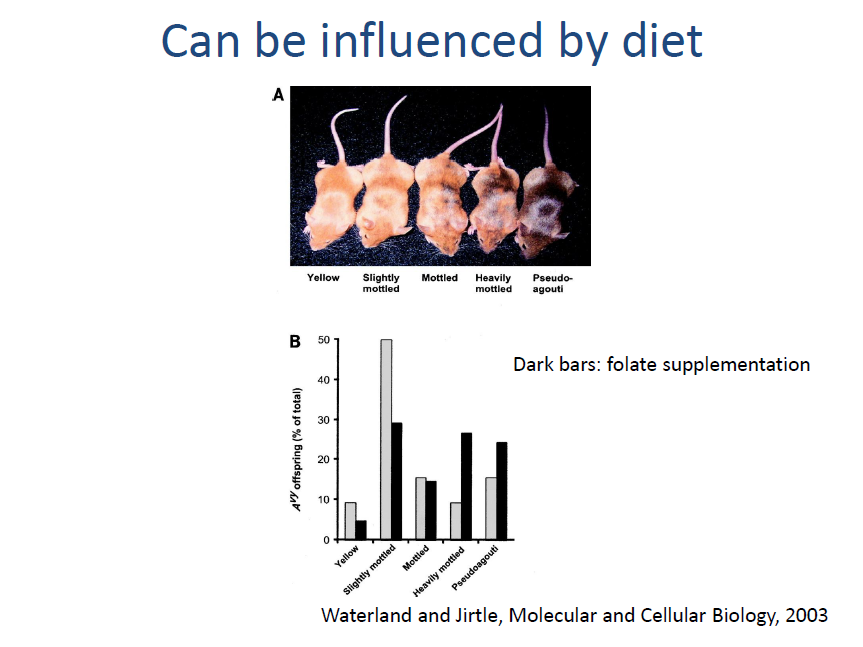 Can be influenced by diet
A
Yellow
Slightly
mottled
Mottled
Heavily
mottled
Pseudo-
agouti
B
Dark bars: folate supplementation
Avy offspring (% of total)
50
40
30
20
10
0
Yellow
Slightly mottled
Mottled
Heavily mottled
Pseudoagouti
Waterland and Jirtle, Molecular and Cellular Biology, 2003